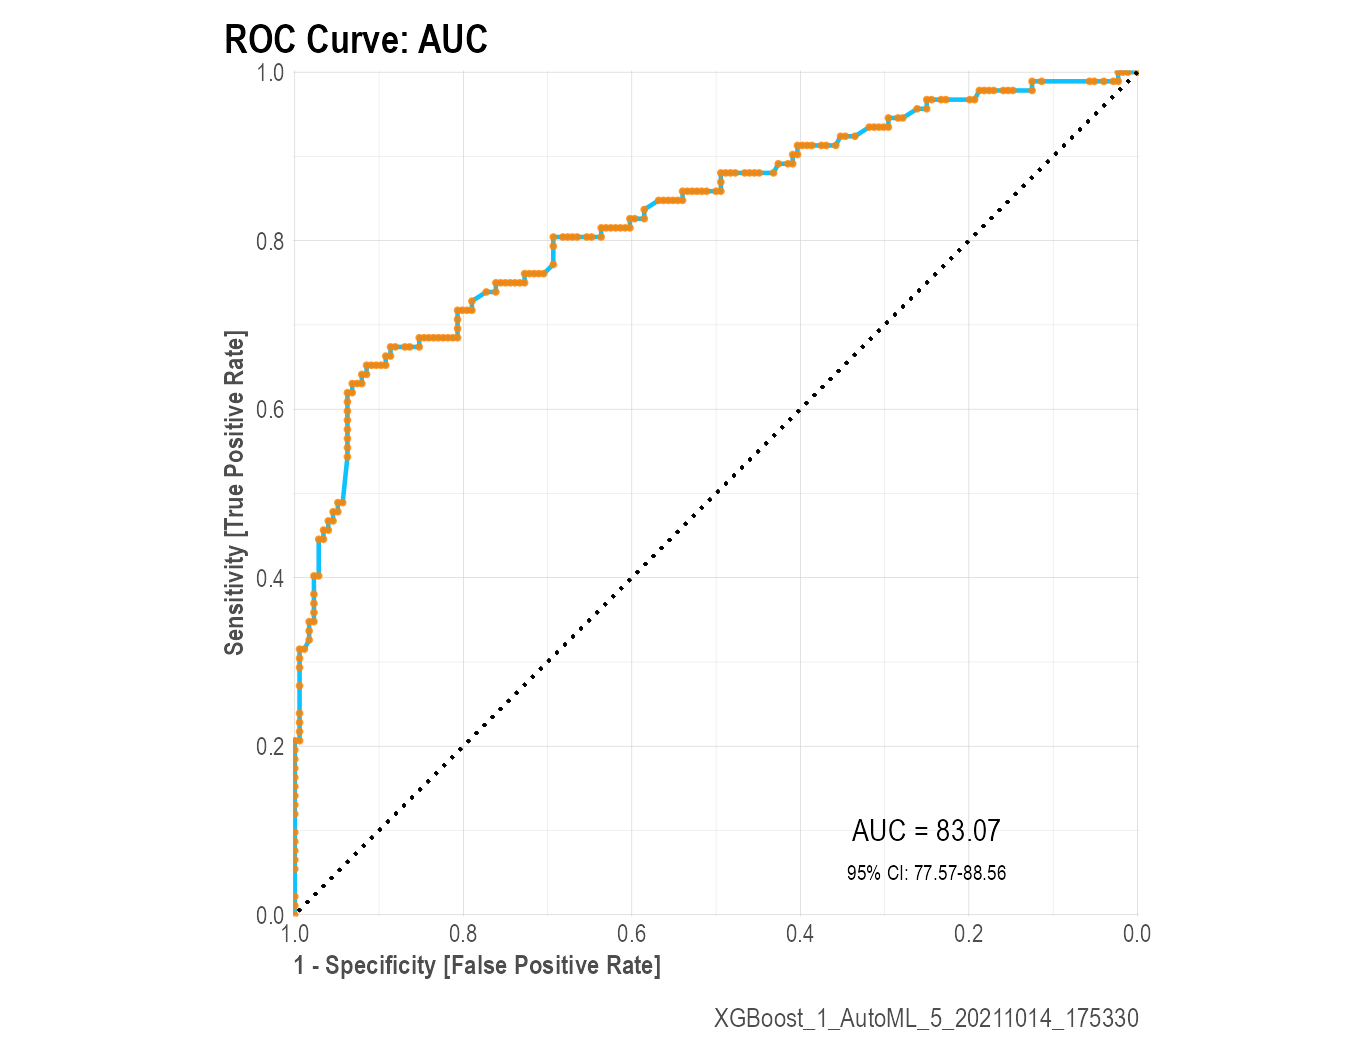 ROC Curve: AUC
Sensitivity [True Positive Rate]
1.0
0.8
0.6
0.4
0.2
0.0
AUC = 83.07
95% CI: 77.57-88.56
1.0 0.8 0.6 0.4 0.2 0.0
1 - Specificity [False Positive Rate]
XGBoost_1_AutoML_5_20211014_175330